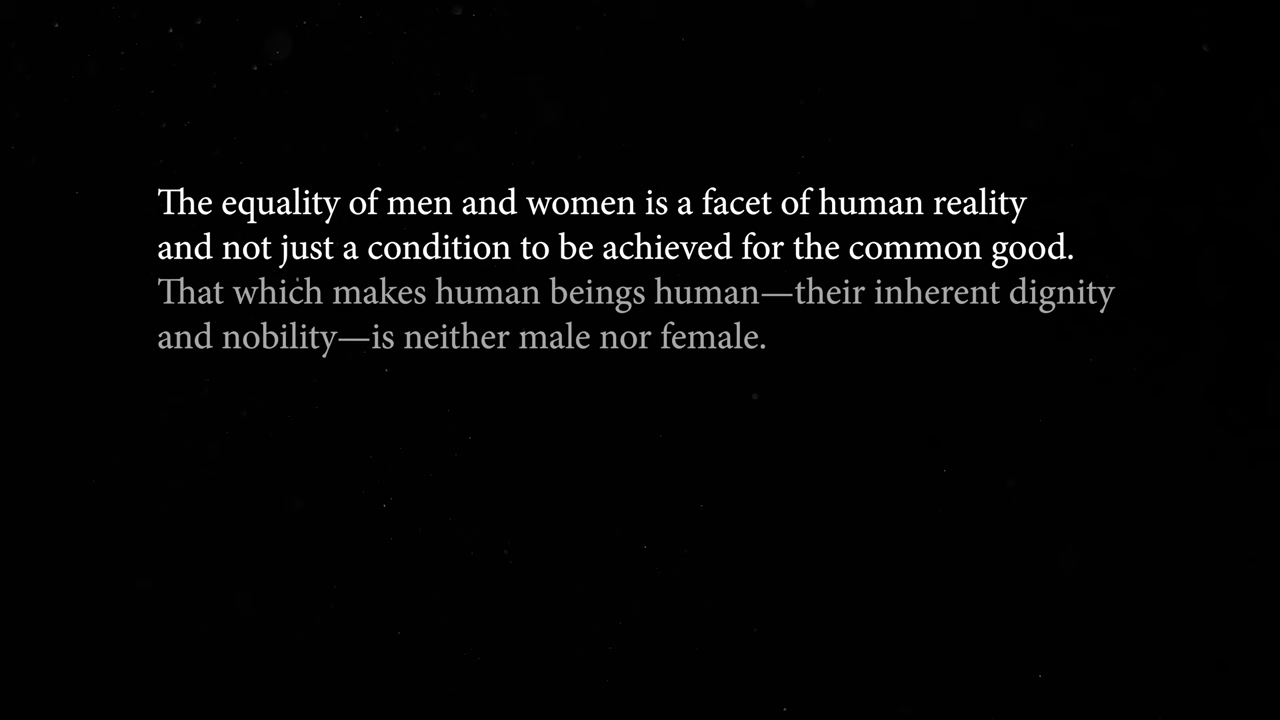 The equality of men and women is a facet of human reality
and not just a condition to be achieved for the common good.
That which makes human beings human—their inherent dignity
and nobility—is neither male nor female.